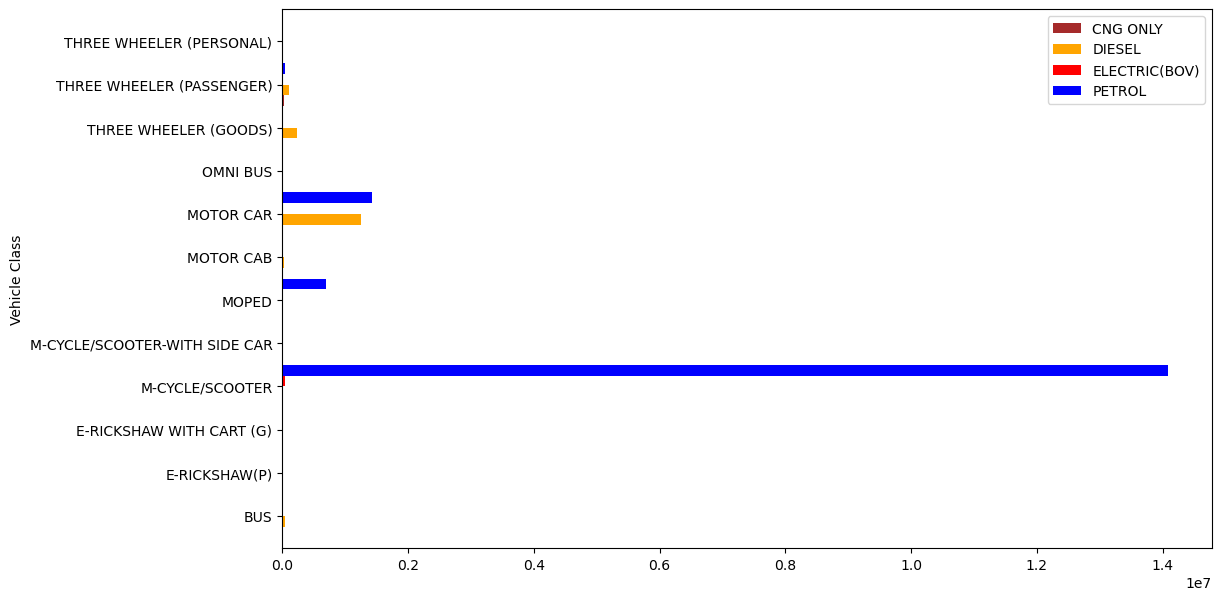 CNG ONLY
DIESEL
ELECTRIC(BOV)
PETROL
Vehicle Class
THREE WHEELER (PERSONAL)
THREE WHEELER (PASSENGER)
THREE WHEELER (GOODS)
OMNI BUS
MOTOR CAR
MOTOR CAB
MOPED
M-CYCLE/SCOOTER-WITH SIDE CAR
M-CYCLE/SCOOTER
E-RICKSHAW WITH CART (G)
E-RICKSHAW(P)
BUS
0.0 0.2 0.4 0.6 0.8 1.0 1.2 1.4
1e7